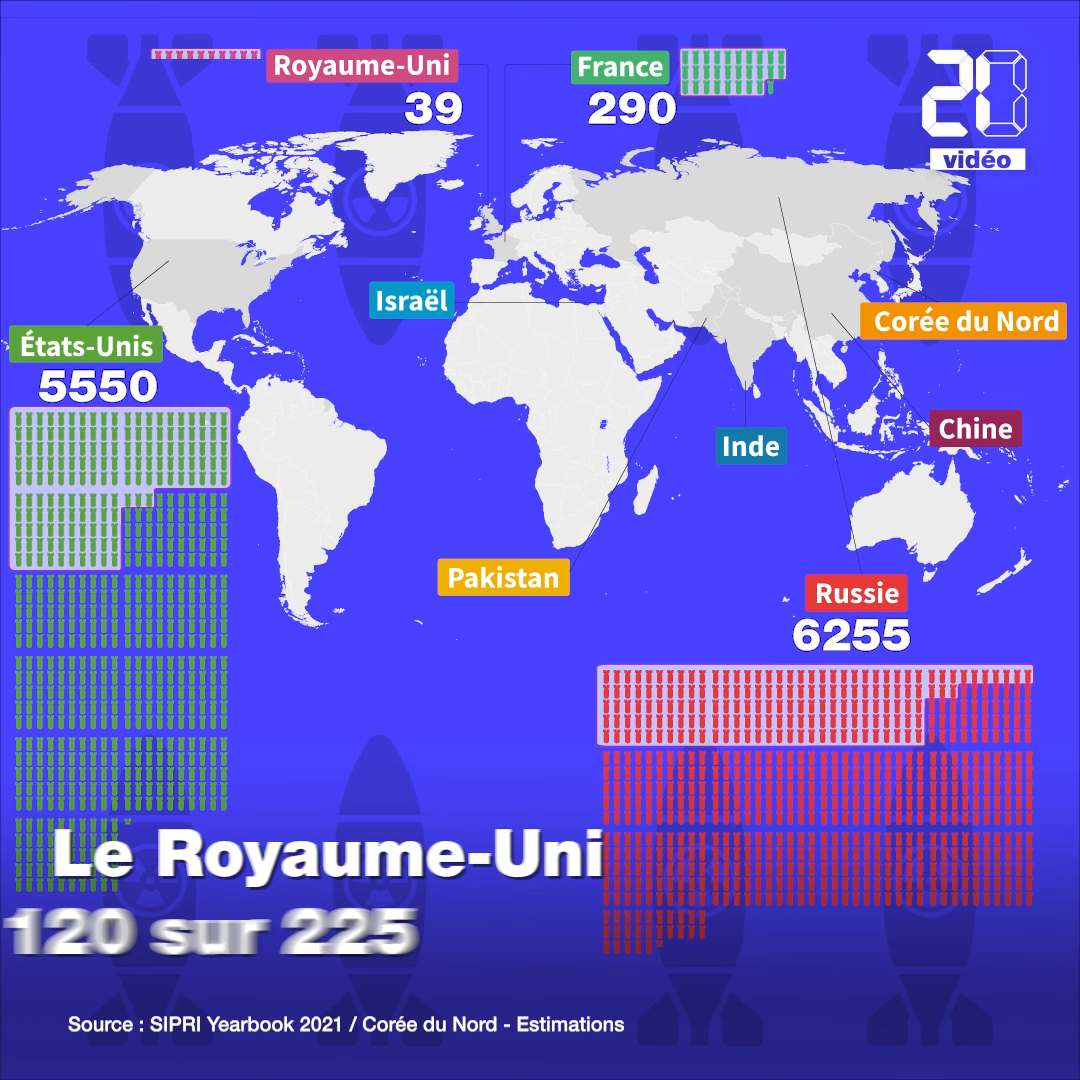 Royaume-Uni
39
France
290
20
vidéo
Israël
Corée du Nord
États-Unis
5550
Chine
Inde
Pakistan
Russie
6255
Le Royaume-Uni
120 sur 225
Source : SIPRI Yearbook 2021 / Corée du Nord - Estimations